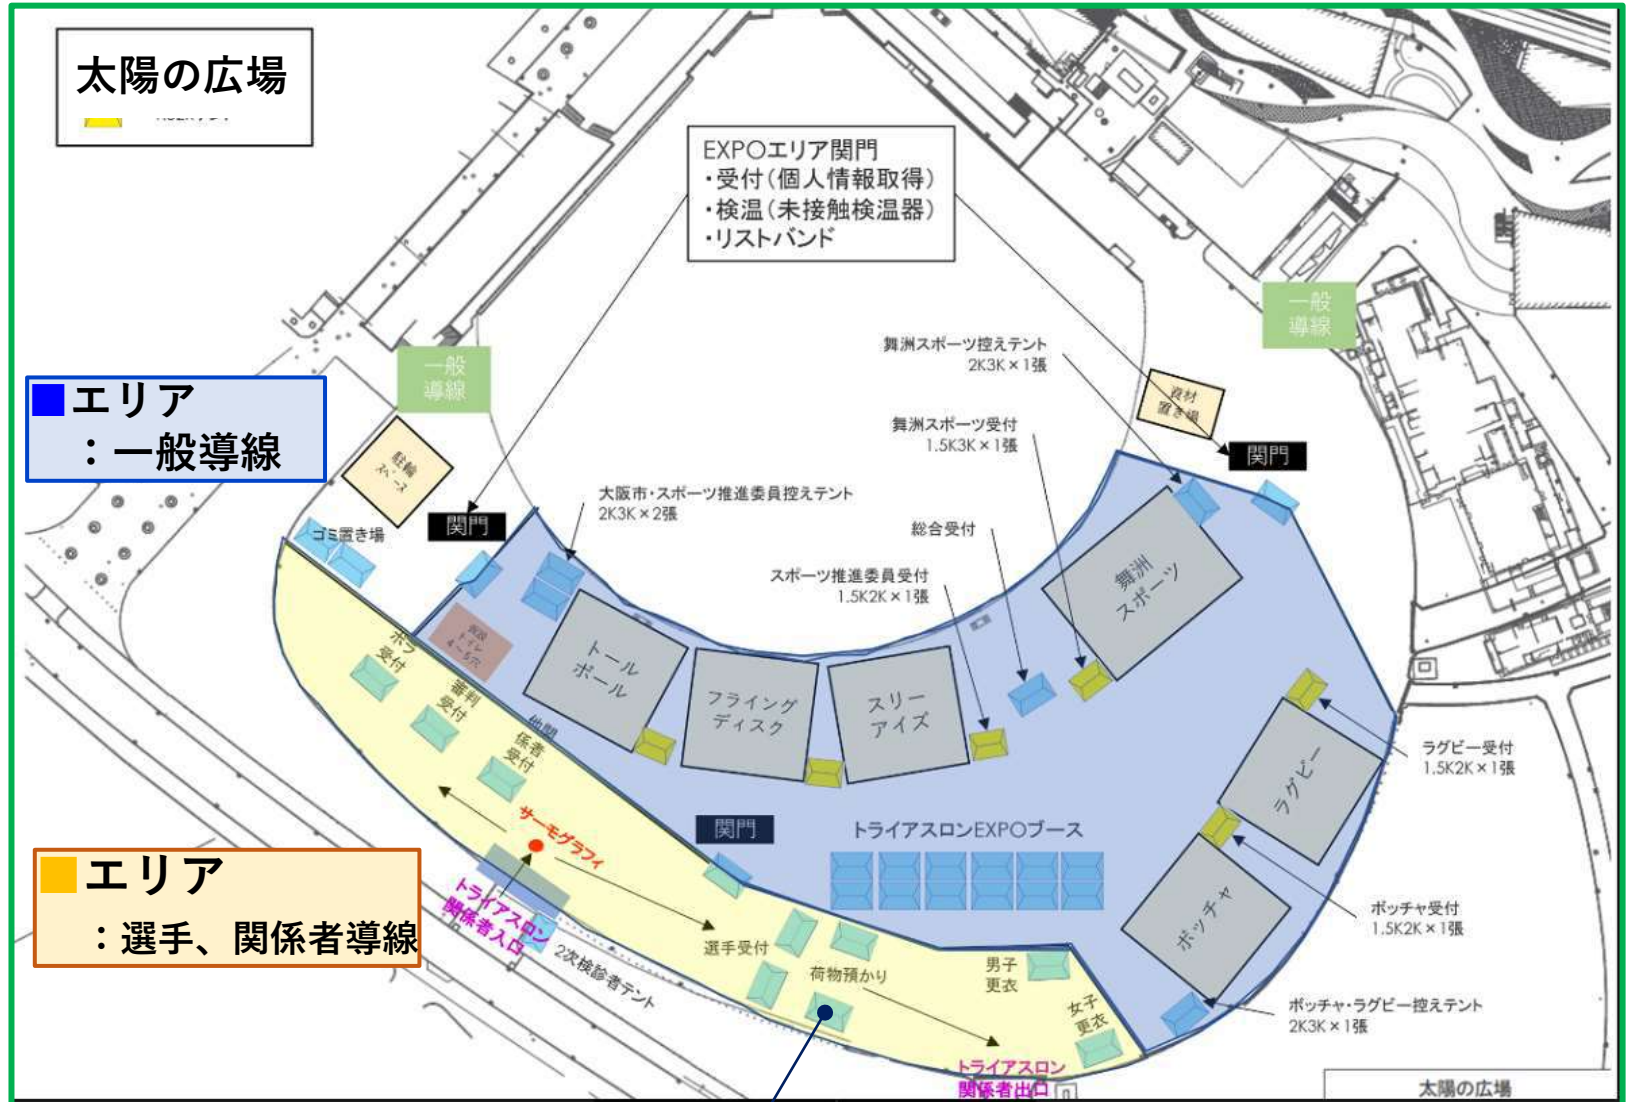 太陽の広場
EXPOエリア関門
・受付(個人情報取得)
・検温(未接触検温器)
・リストバンド
一般
導線
一般
導線
舞洲スポーツ控えテント
2K3K×1張
資材
置き場
■エリア
：一般導線
舞洲スポーツ受付
1.5K3K×1張
関門
駐輪
スペース
大阪市・スポーツ推進委員控えテント
2K3K×2張
関門
ゴミ置き場
総合受付
スポーツ推進委員受付
1.5K2K×1張
舞洲
スポーツ
仮設
トイレ
4～5穴
ボラ
受付
審判
受付
他関
係者
受付
トール
ボール
フライング
ディスク
スリー
アイズ
ラグビー受付
1.5K2K×1張
ラグビー
サーモグラフィ
関門
トライアスロンEXPOブース
■エリア
：選手、関係者導線
トライアスロン
関係者入口
2次検診者テント
ボッチャ
ボッチャ受付
1.5K2K×1張
選手受付
荷物預かり
男子
更衣
女子
更衣
ボッチャ・ラグビー控えテント
2K3K×1張
トライアスロン
関係者出口
太陽の広場